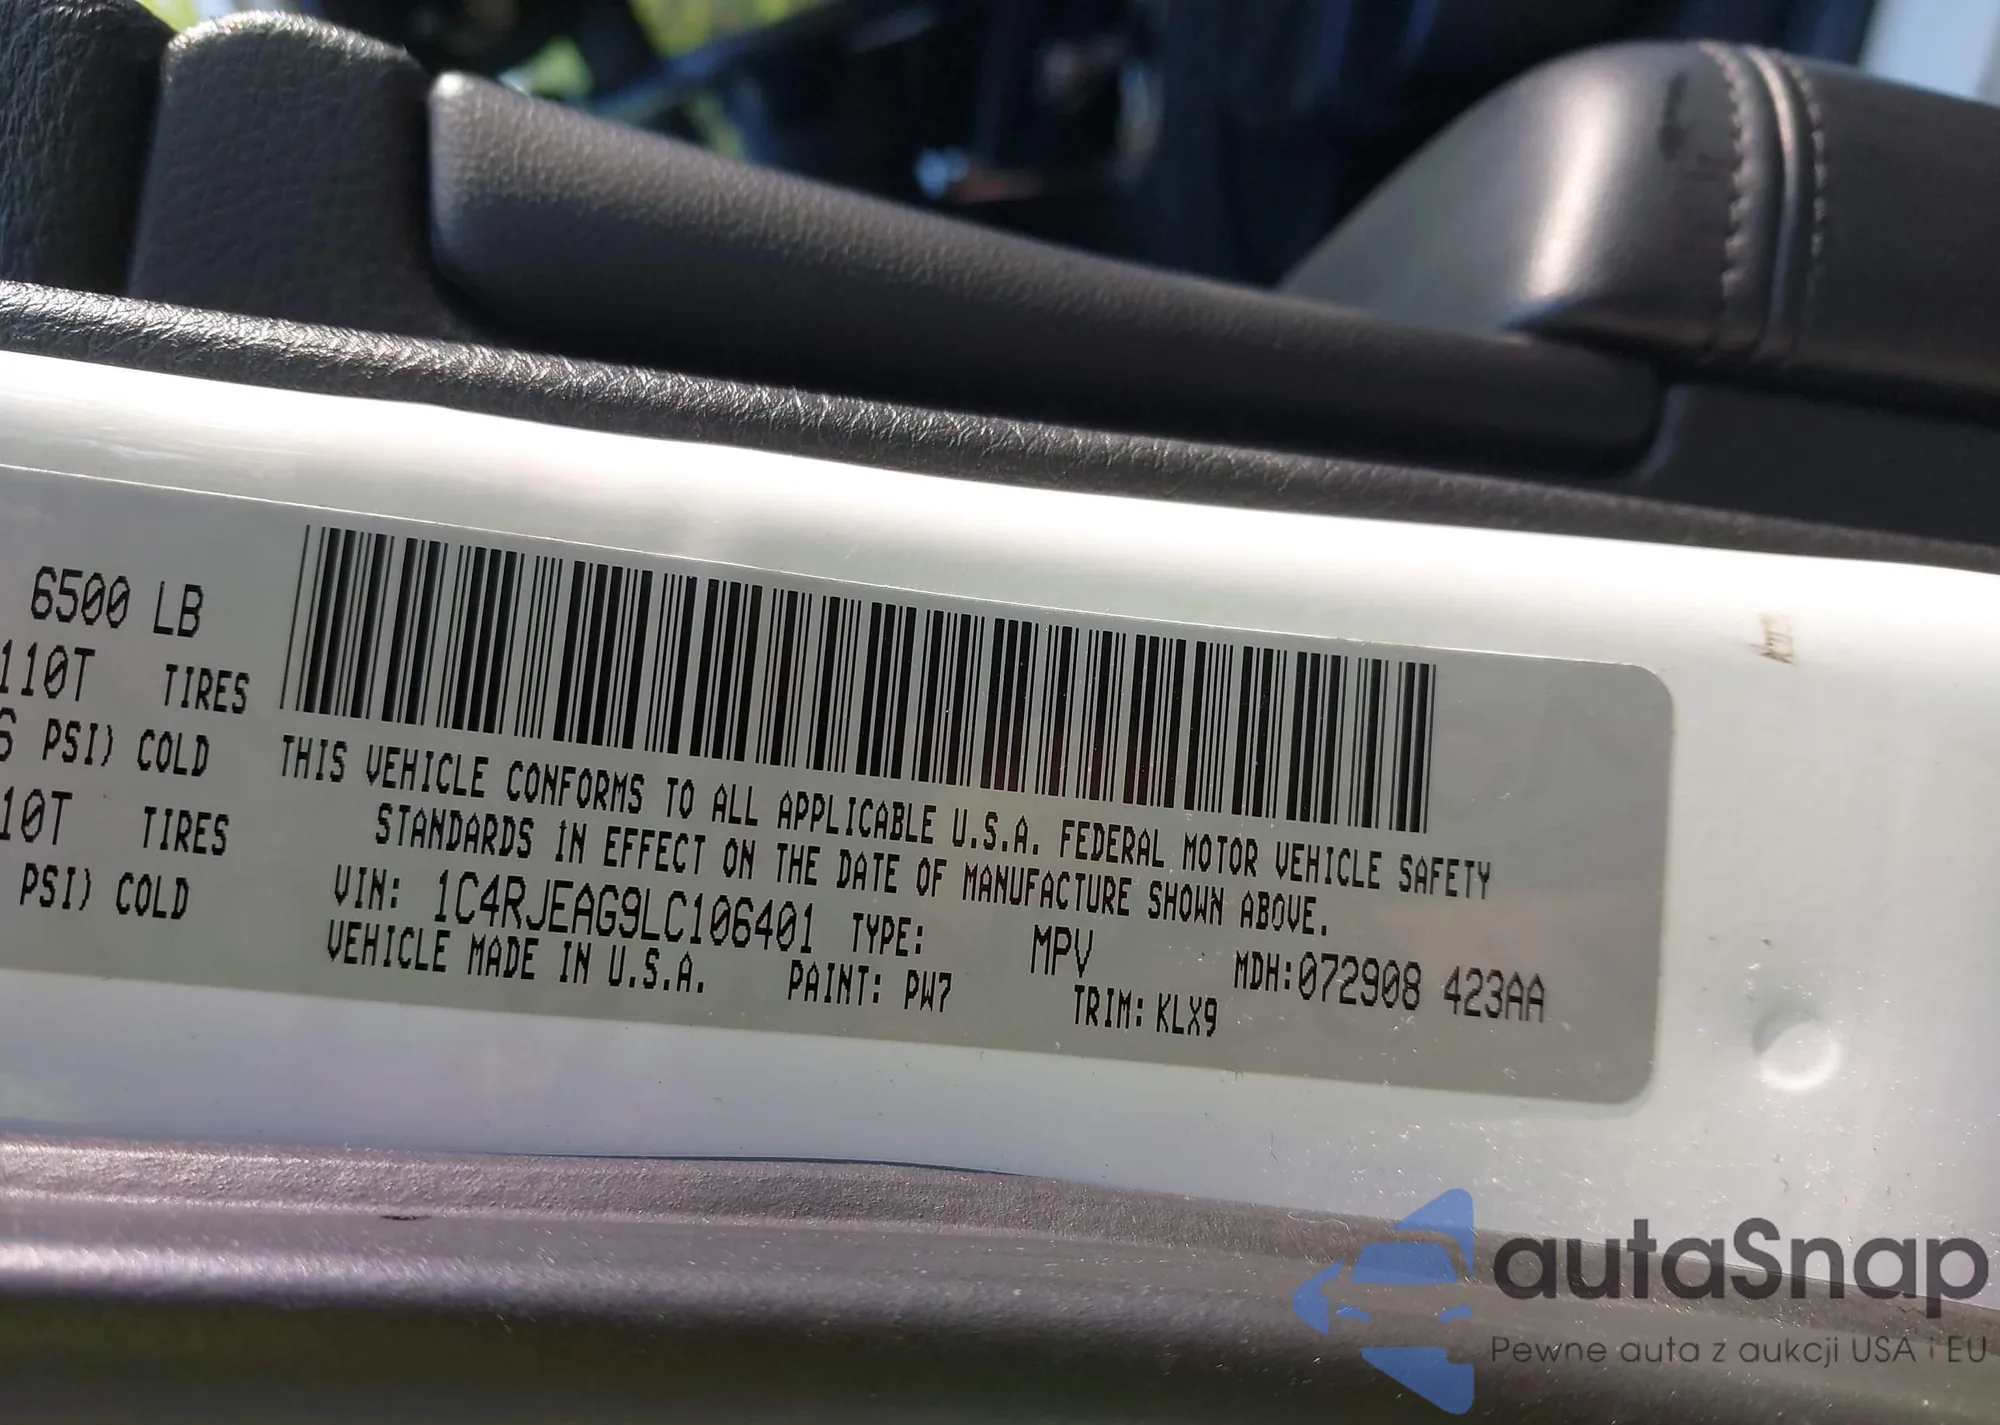 6500 LB
110T TIRES
6 PSI) COLD
10T TIRES
PSI) COLD
THIS VEHICLE CONFORMS TO ALL APPLICABLE U.S.A. FEDERAL MOTOR VEHICLE SAFETY
STANDARDS IN EFFECT ON THE DATE OF MANUFACTURE SHOWN ABOVE.
VIN: 1C4RJEAG9LC106401 TYPE: MPV MDH:072908 423AA
VEHICLE MADE IN U.S.A. PAINT: PW7 TRIM: KLX9
autaSnap
Pewne auta z aukcji USA i EU